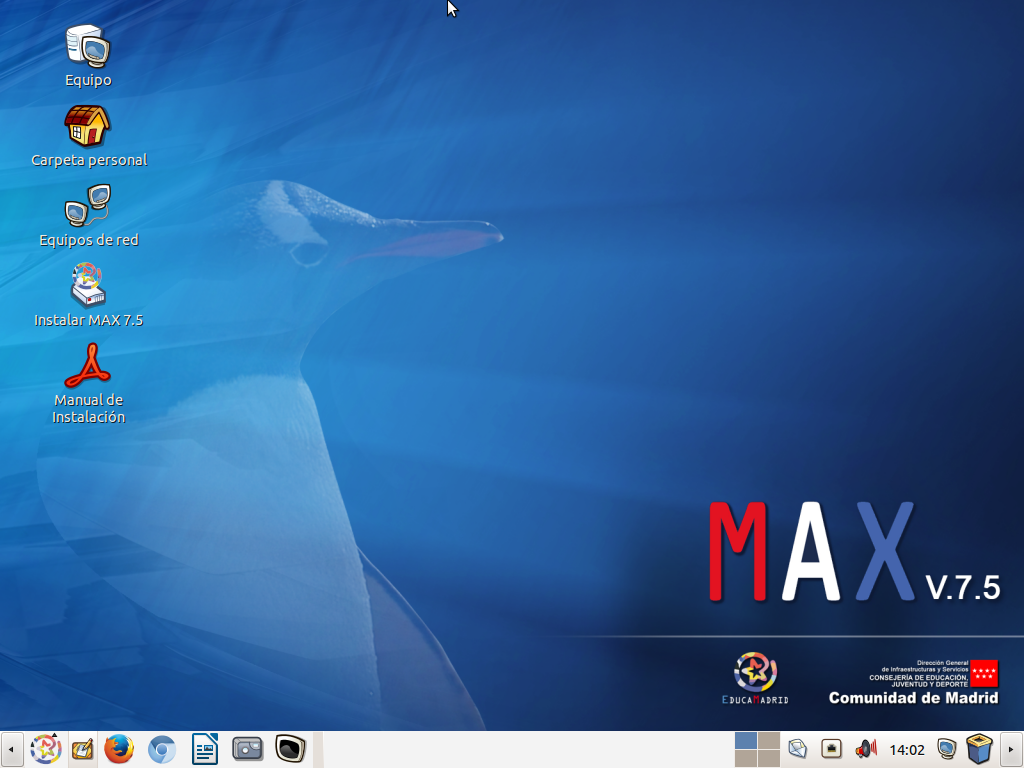 Equipo
Carpeta personal
Equipos de red
Instalar MAX 7.5
Manual de
Instalación
MAX V.7.5
EDUCAMADRID
Dirección General
de Infraestructuras y Servicios
CONSEJERÍA DE EDUCACIÓN,
JUVENTUD Y DEPORTE
Comunidad de Madrid
14:02